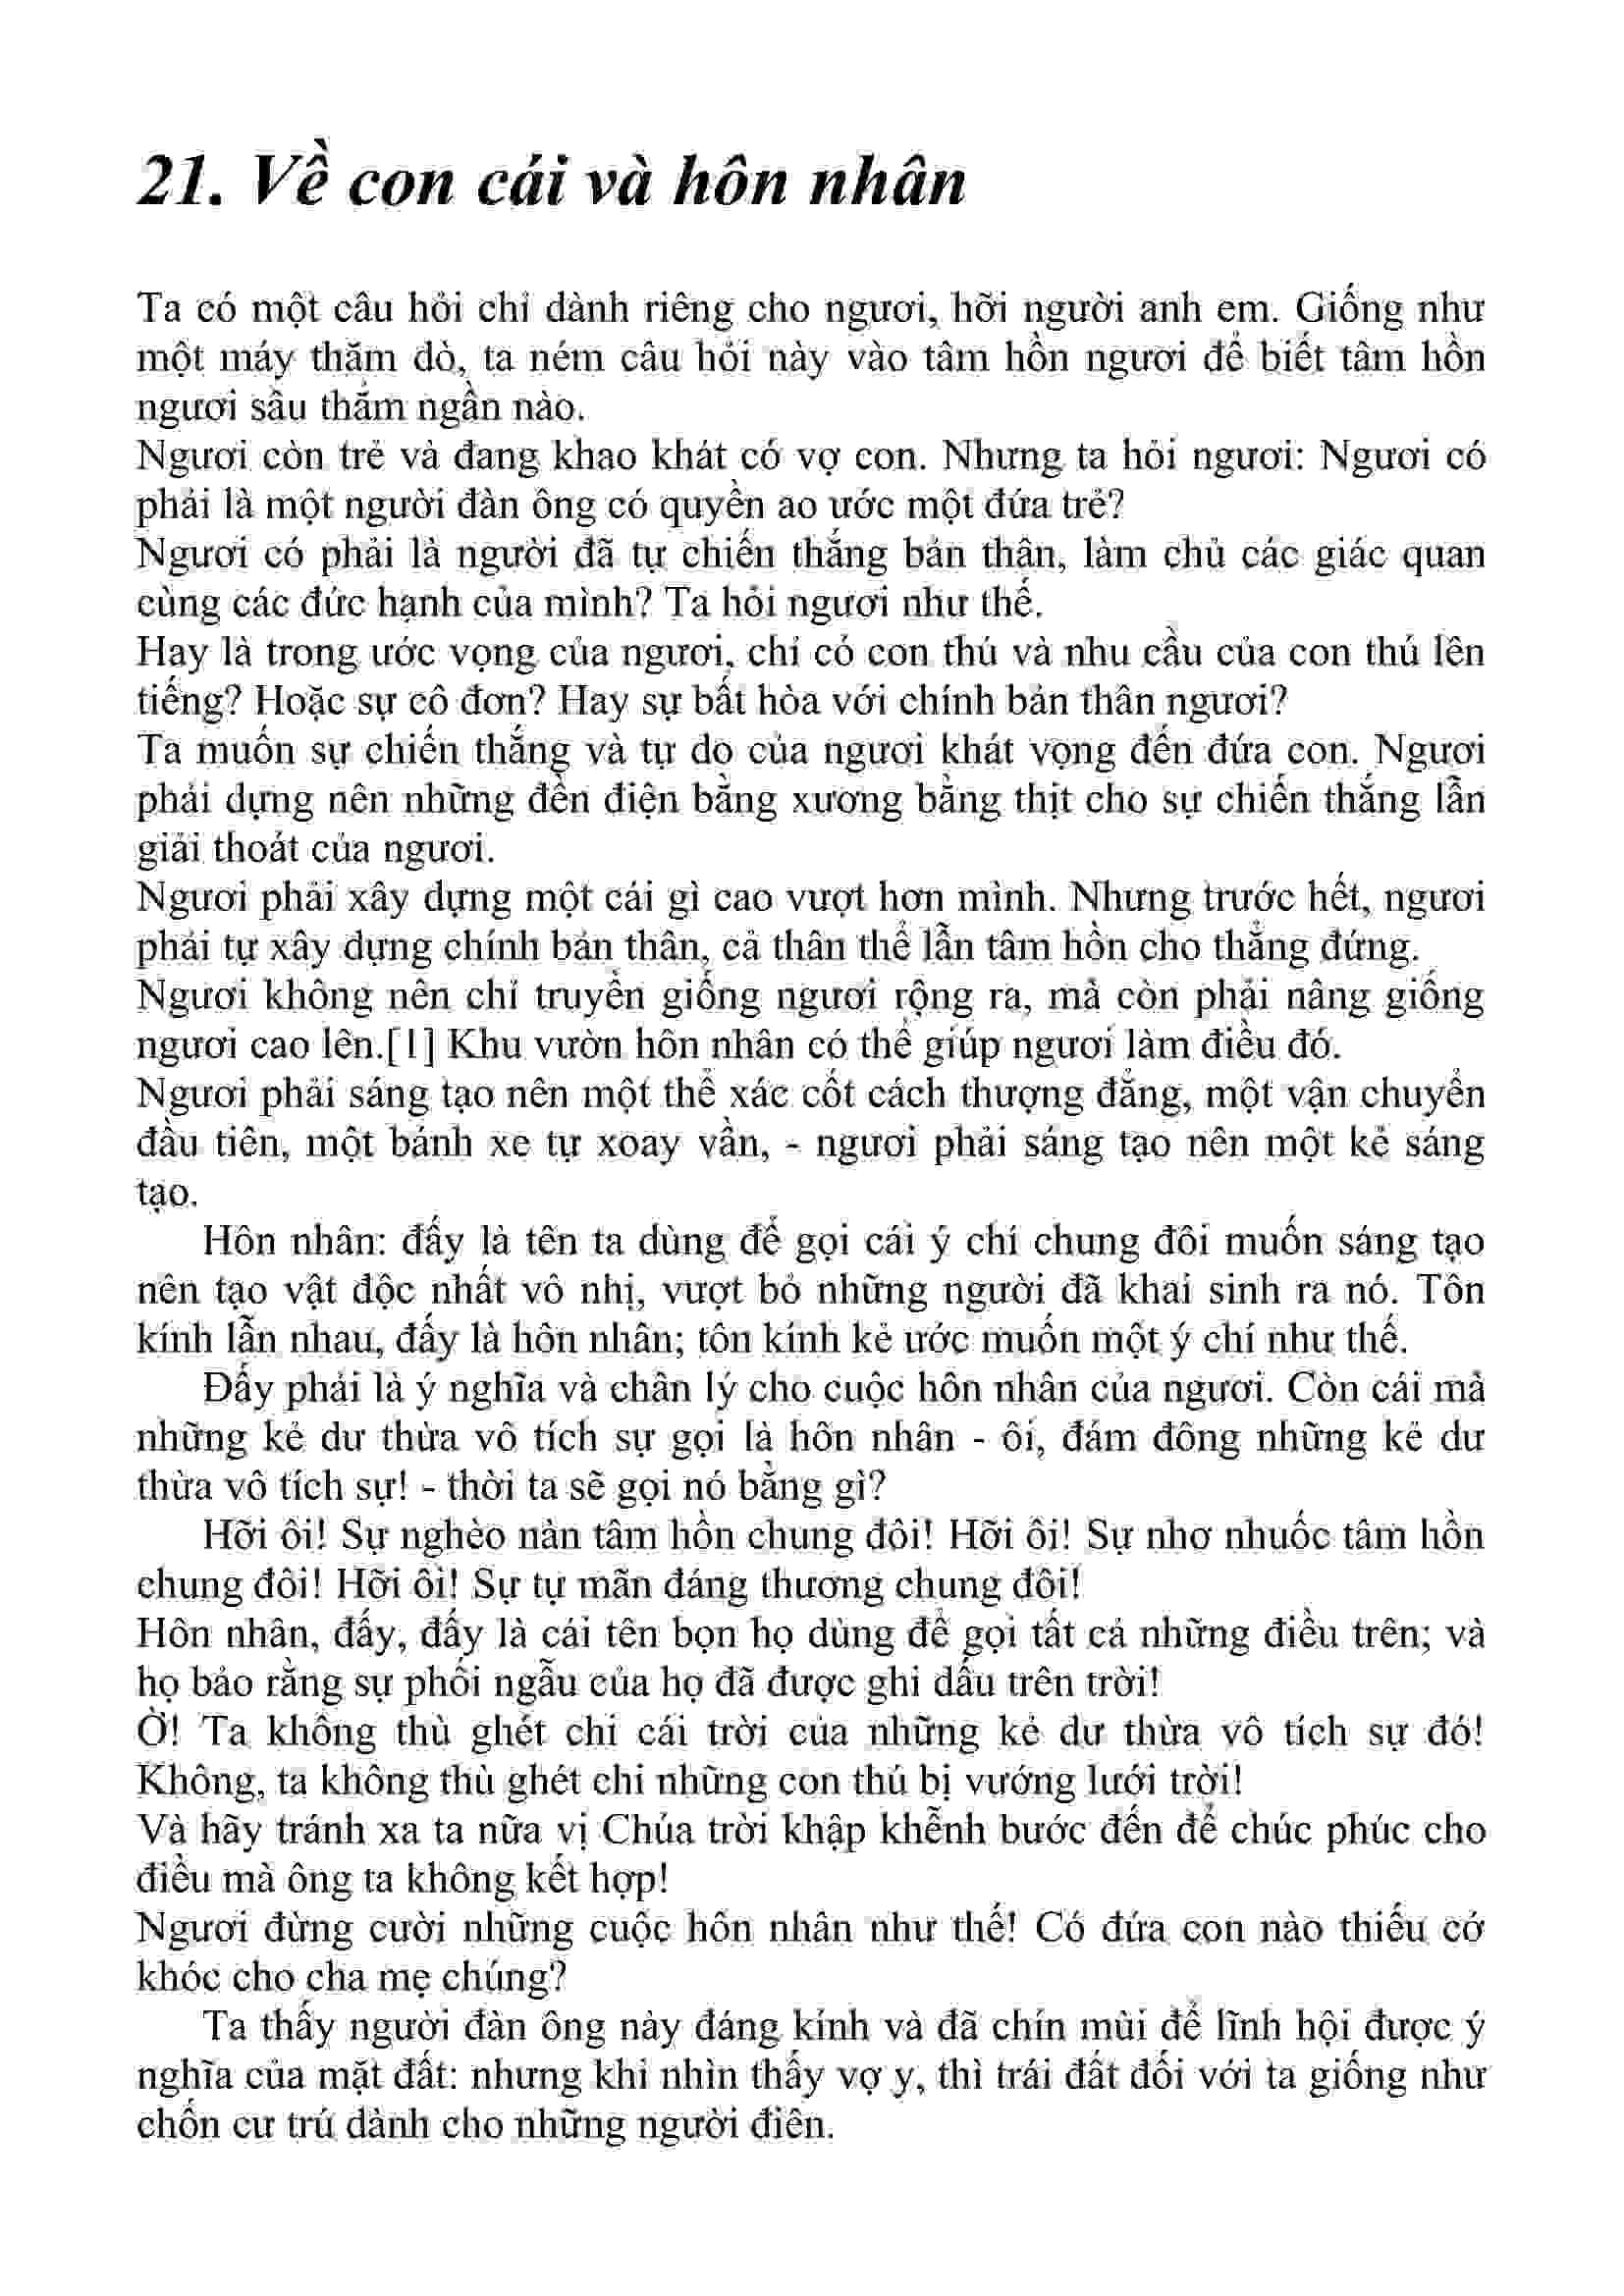 21. Về con cái và hôn nhân
Ta có một câu hỏi chỉ dành riêng cho ngươi, hỡi người anh em. Giống như
một máy thăm dò, ta ném câu hỏi này vào tâm hồn ngươi để biết tâm hồn
ngươi sâu thẳm ngần nào.
Ngươi còn trẻ và đang khao khát có vợ con. Nhưng ta hỏi ngươi: Ngươi có
phải là một người đàn ông có quyền ao ước một đứa trẻ?
Ngươi có phải là người đã tự chiến thắng bản thân, làm chủ các giác quan
cùng các đức hạnh của mình? Ta hỏi ngươi như thế.
Hay là trong ước vọng của ngươi, chỉ có con thú và nhu cầu của con thú lên
tiếng? Hoặc sự cô đơn? Hay sự bất hòa với chính bản thân ngươi?
Ta muốn sự chiến thắng và tự do của ngươi khát vọng đến đứa con. Ngươi
phải dựng nên những đền điện bằng xương bằng thịt cho sự chiến thắng lẫn
giải thoát của ngươi.
Ngươi phải xây dựng một cái gì cao vượt hơn mình. Nhưng trước hết, ngươi
phải tự xây dựng chính bản thân, cả thân thể lẫn tâm hồn cho thẳng đứng.
Ngươi không nên chỉ truyền giống ngươi rộng ra, mà còn phải nâng giống
ngươi cao lên.[1] Khu vườn hôn nhân có thể giúp ngươi làm điều đó.
Ngươi phải sáng tạo nên một thể xác cốt cách thượng đẳng, một vận chuyển
đầu tiên, một bánh xe tự xoay vần, - ngươi phải sáng tạo nên một kẻ sáng
tạo.
Hôn nhân: đấy là tên ta dùng để gọi cái ý chí chung đôi muốn sáng tạo
nên tạo vật độc nhất vô nhị, vượt bỏ những người đã khai sinh ra nó. Tôn
kính lẫn nhau, đấy là hôn nhân; tôn kính kẻ ước muốn một ý chí như thế.
Đấy phải là ý nghĩa và chân lý cho cuộc hôn nhân của ngươi. Còn cái mà
những kẻ dư thừa vô tích sự gọi là hôn nhân - ôi, đám đông những kẻ dư
thừa vô tích sự! - thời ta sẽ gọi nó bằng gì?
Hỡi ôi! Sự nghèo nàn tâm hồn chung đôi! Hỡi ôi! Sự nhơ nhuốc tâm hồn
chung đôi! Hỡi ôi! Sự tự mãn đáng thương chung đôi!
Hôn nhân, đấy, đấy là cái tên bọn họ dùng để gọi tất cả những điều trên; và
họ bảo rằng sự phối ngẫu của họ đã được ghi dấu trên trời!
Ờ! Ta không thù ghét chi cái trời của những kẻ dư thừa vô tích sự đó!
Không, ta không thù ghét chi những con thú bị vướng lưới trời!
Và hãy tránh xa ta nữa vị Chúa trời khập khễnh bước đến để chúc phúc cho
điều mà ông ta không kết hợp!
Ngươi đừng cười những cuộc hôn nhân như thế! Có đứa con nào thiếu cớ
khóc cho cha mẹ chúng?
Ta thấy người đàn ông này đáng kính và đã chín mùi để lĩnh hội được ý
nghĩa của mặt đất: nhưng khi nhìn thấy vợ y, thì trái đất đối với ta giống như
chốn cư trú dành cho những người điên.